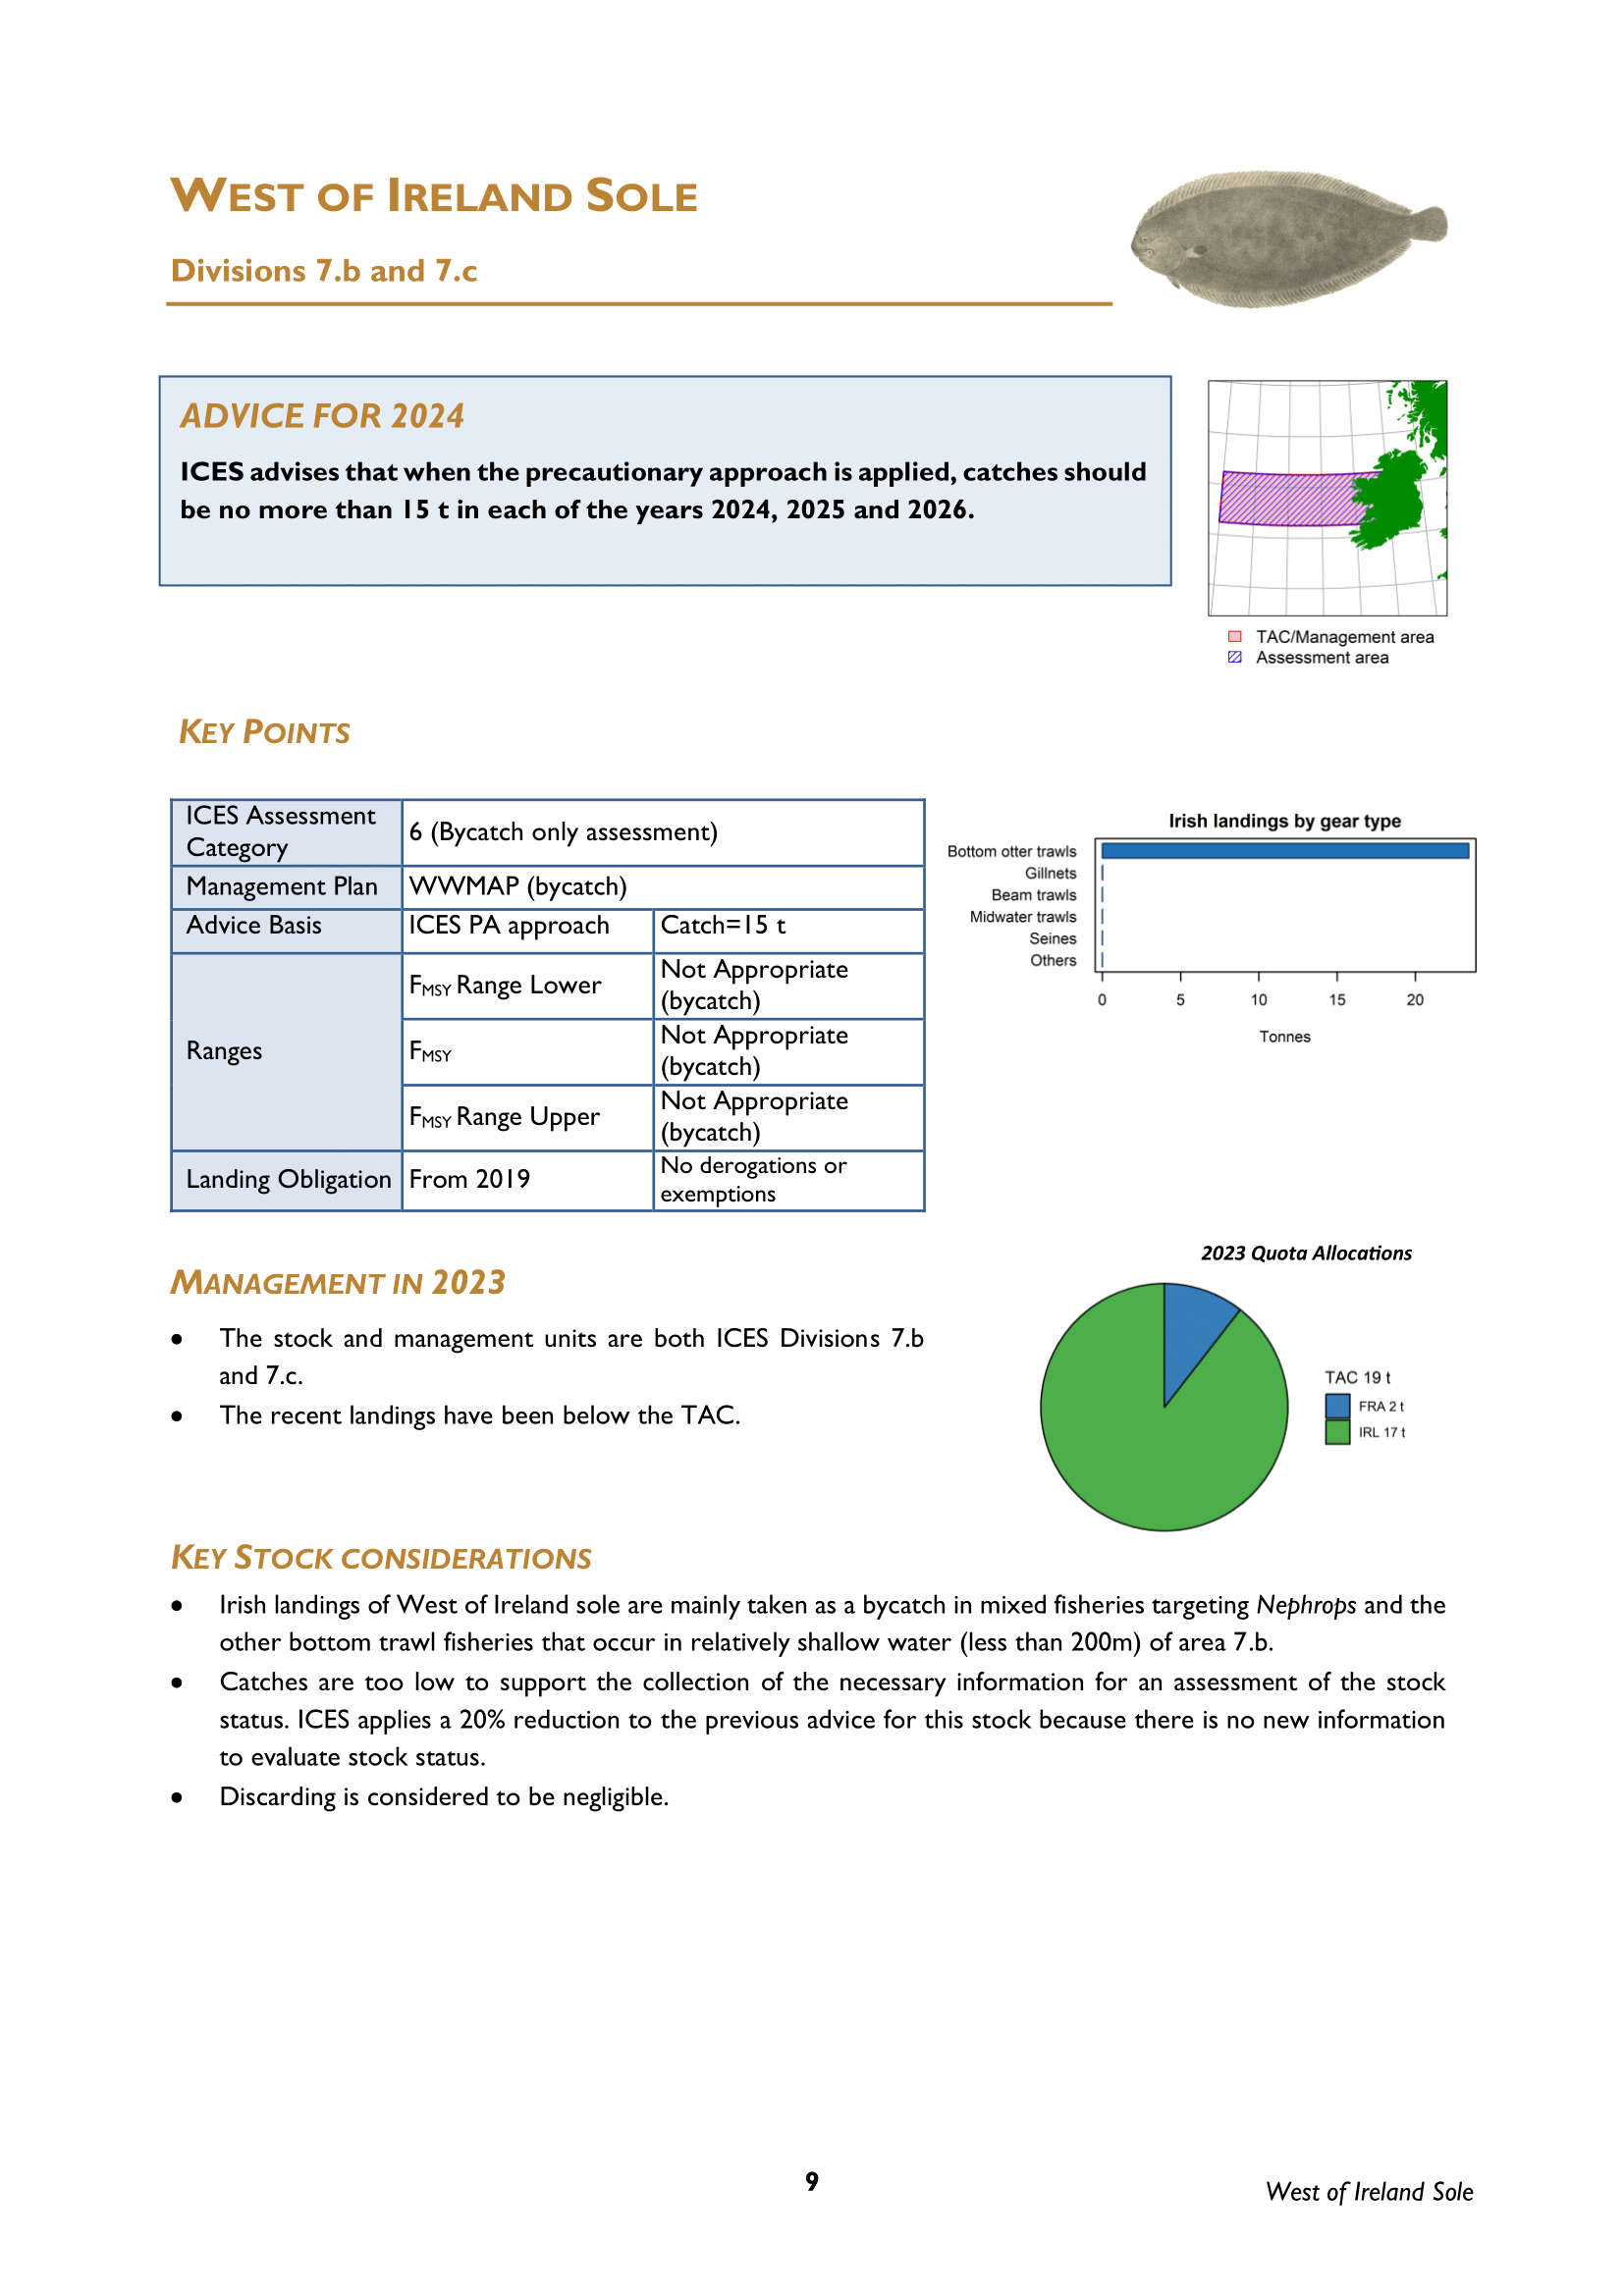 WEST OF IRELAND SOLE
Divisions 7.b and 7.c
ADVICE FOR 2024
ICES advises that when the precautionary approach is applied, catches should
be no more than 15 t in each of the years 2024, 2025 and 2026.
TAC/Management area
Assessment area
KEY POINTS
ICES Assessment
Category
6 (Bycatch only assessment)
Management Plan
WWMAP (bycatch)
Advice Basis
ICES PA approach
Catch=15 t
Ranges
FMSY Range Lower
Not Appropriate
(bycatch)
FMSY
Not Appropriate
(bycatch)
FMSY Range Upper
Not Appropriate
(bycatch)
Landing Obligation
From 2019
No derogations or
exemptions
Irish landings by gear type
Bottom otter trawls
Gillnets
Beam trawls
Midwater trawls
Seines
Others
0 5 10 15 20
Tonnes
MANAGEMENT IN 2023
• The stock and management units are both ICES Divisions 7.b
and 7.c.
• The recent landings have been below the TAC.
2023 Quota Allocations
TAC 19 t
FRA 2 t
IRL 17 t
KEY STOCK CONSIDERATIONS
• Irish landings of West of Ireland sole are mainly taken as a bycatch in mixed fisheries targeting Nephrops and the
other bottom trawl fisheries that occur in relatively shallow water (less than 200m) of area 7.b.
• Catches are too low to support the collection of the necessary information for an assessment of the stock
status. ICES applies a 20% reduction to the previous advice for this stock because there is no new information
to evaluate stock status.
• Discarding is considered to be negligible.
9
West of Ireland Sole